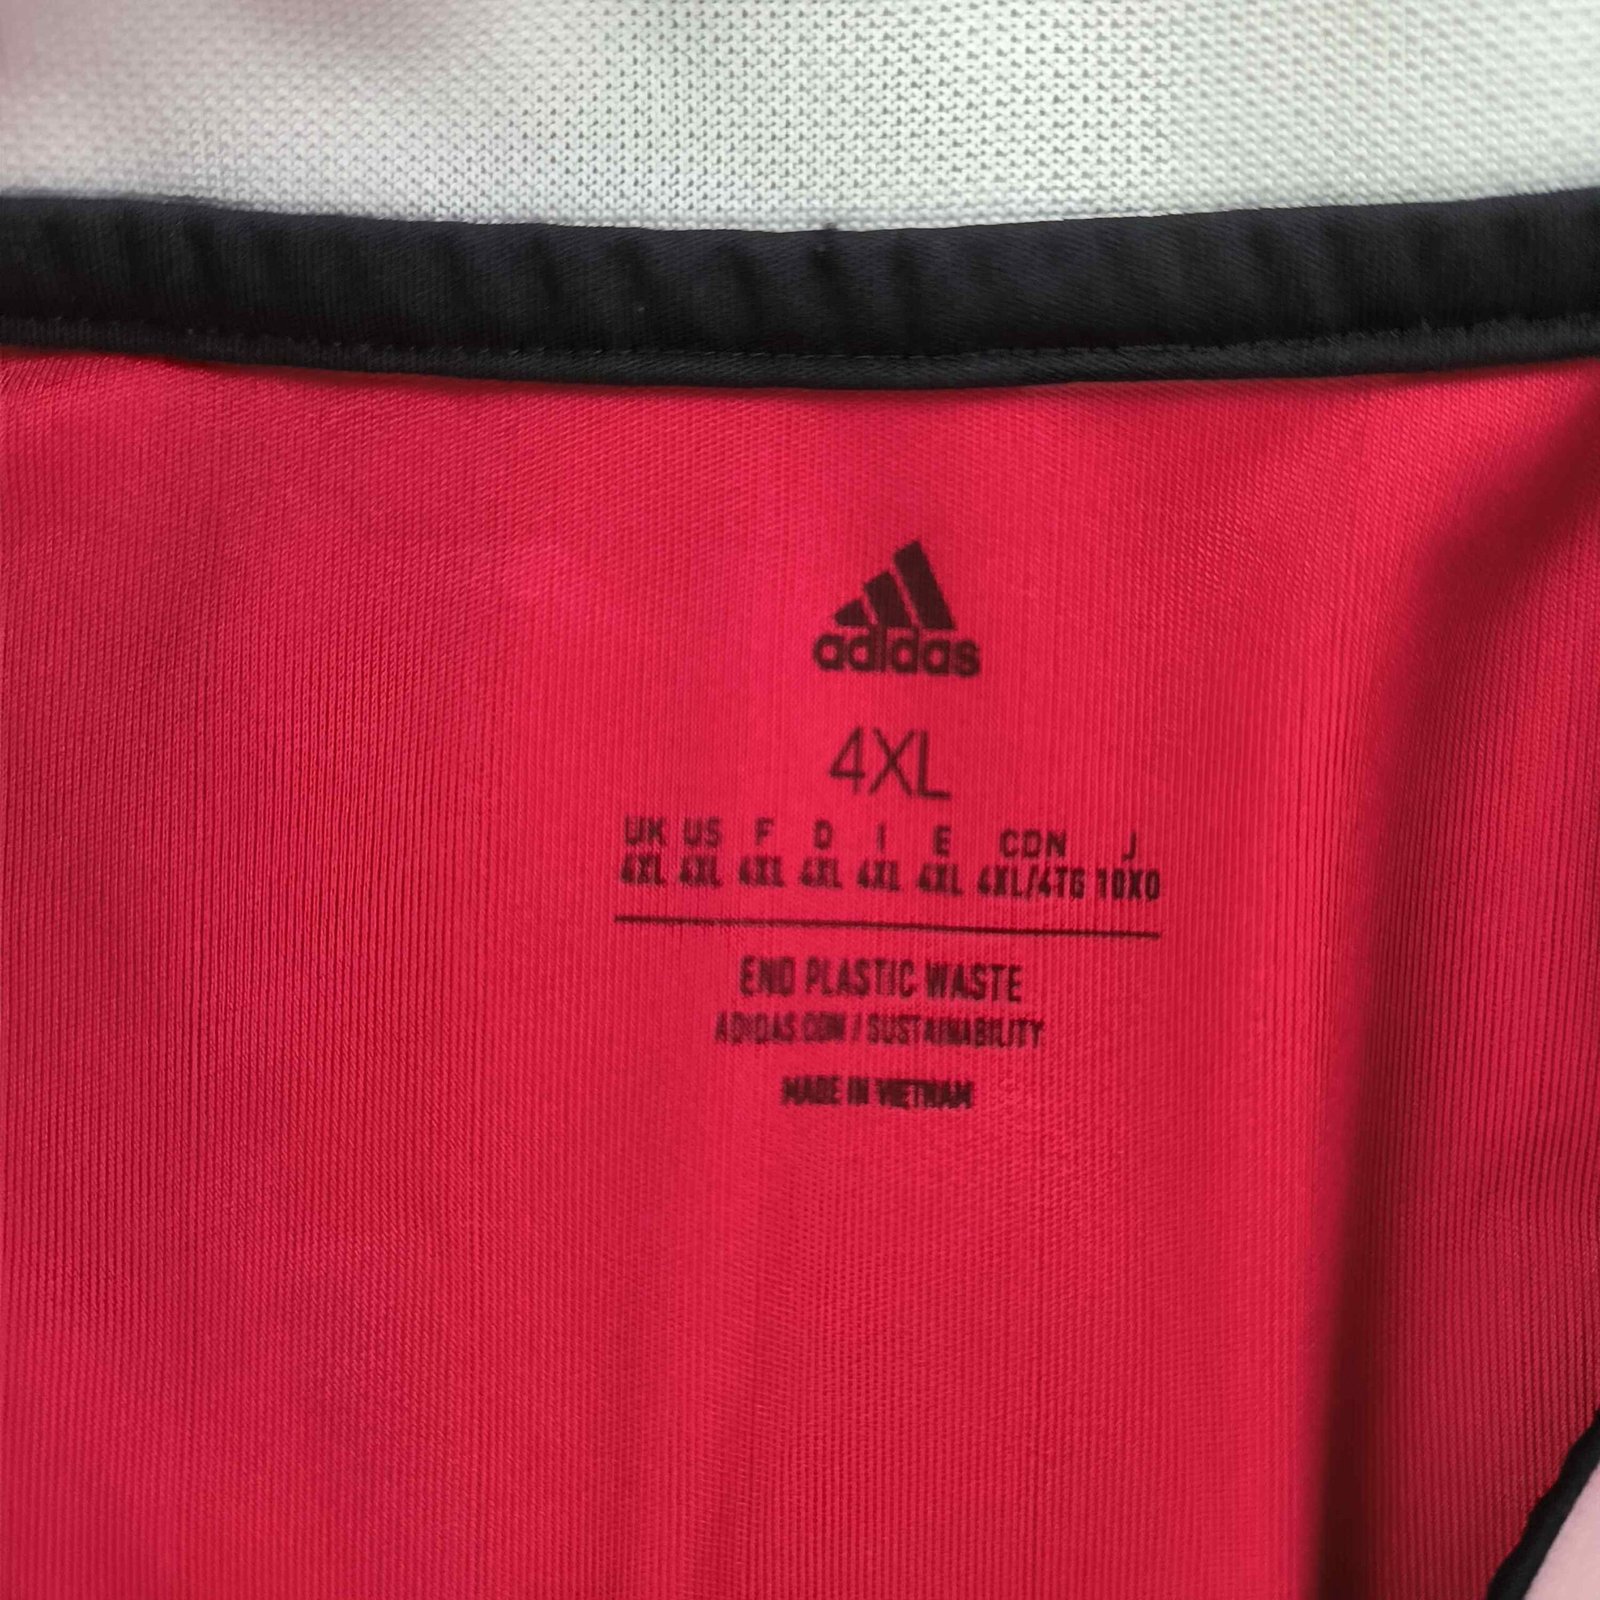 adidas
4XL
UK US F D I E CDN J
4XL 4XL 4XL 4XL 4XL 4XL 4XL/4TG 10XO
END PLASTIC WASTE
ADIDAS.COM / SUSTAINABILITY
MADE IN VIETNAM